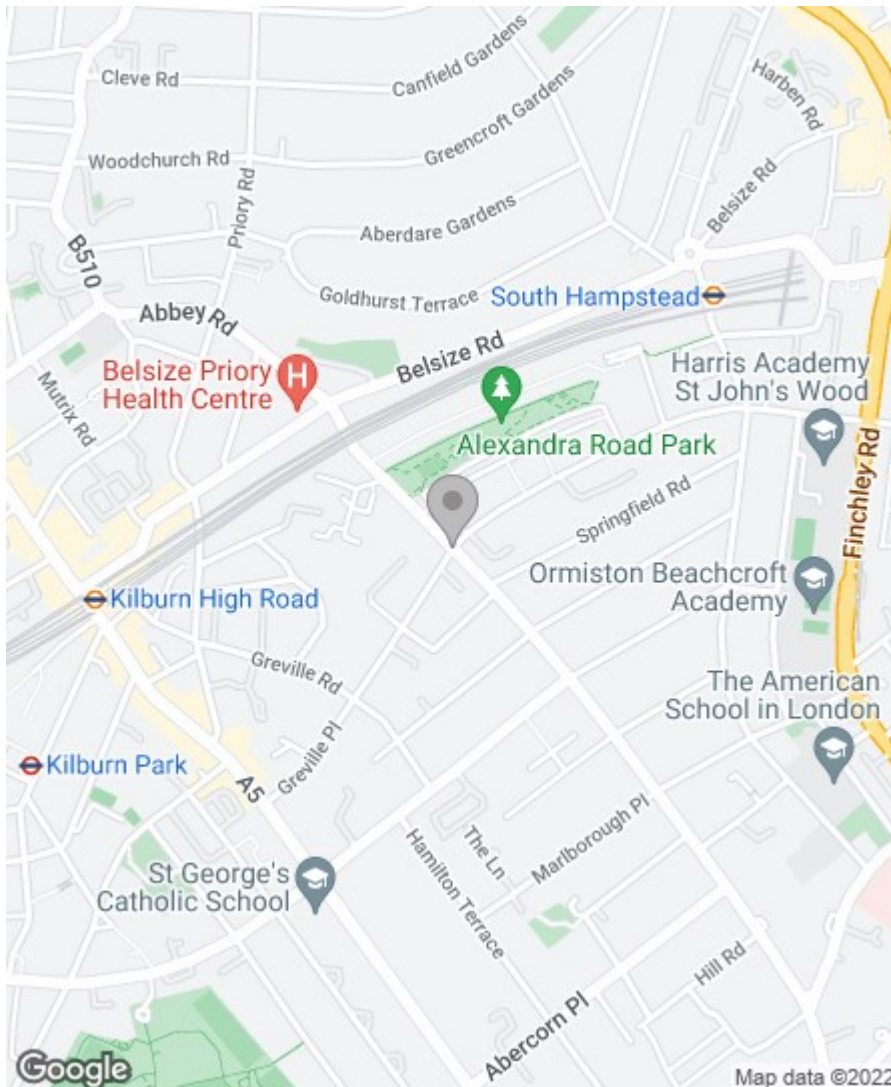 Cleve Rd
Canfield Gardens
Harben Rd
Greencroft Gardens
Woodchurch Rd
Priory Rd
Belsize Rd
Aberdare Gardens
B510
Goldhurst Terrace
South Hampstead
Abbey Rd
Belsize Rd
Belsize Priory
Health Centre
H
Mutrix Rd
Harris Academy
St John's Wood
Alexandra Road Park
Finchley Rd
Springfield Rd
Ormiston Beachcroft
Academy
Kilburn High Road
Greville Rd
The American
School in London
Greville Pl
Kilburn Park
A5
Marlborough Pl
The Ln
Hamilton Terrace
St George's
Catholic School
Hill Rd
Abercorn Pl
Google
Map data ©2022